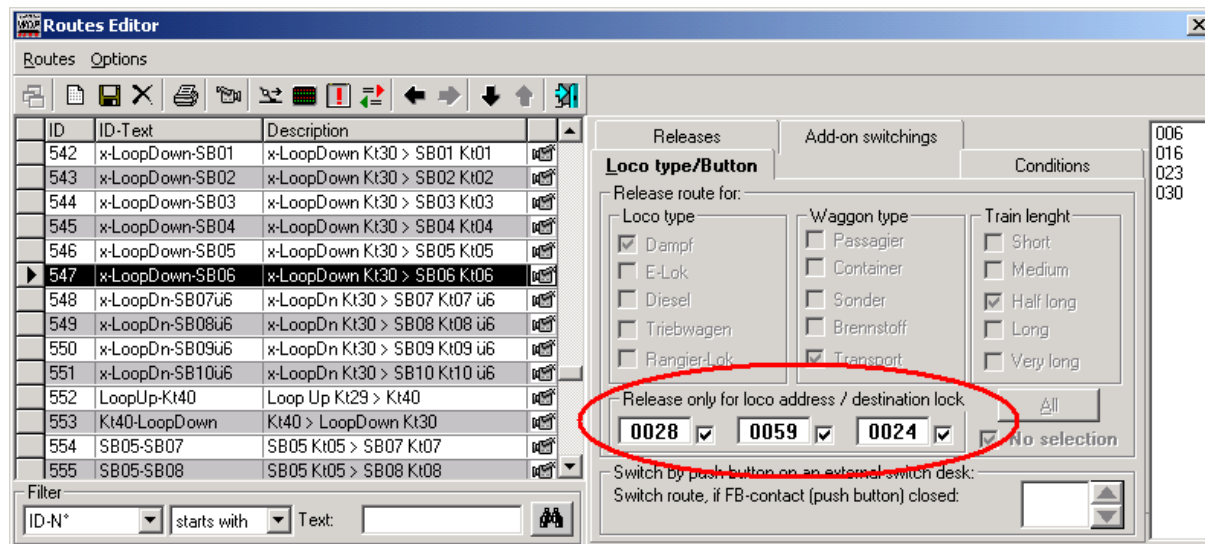 Routes Editor
Routes Options
ID ID-Text Description
542 x-LoopDown-SB01 x-LoopDown Kt30 > SB01 Kt01
543 x-LoopDown-SB02 x-LoopDown Kt30 > SB02 Kt02
544 x-LoopDown-SB03 x-LoopDown Kt30 > SB03 Kt03
545 x-LoopDown-SB04 x-LoopDown Kt30 > SB04 Kt04
546 x-LoopDown-SB05 x-LoopDown Kt30 > SB05 Kt05
547 x-LoopDown-SB06 x-LoopDown Kt30 > SB06 Kt06
548 x-LoopDn-SB07ü6 x-LoopDn Kt30 > SB07 Kt07 ü6
549 x-LoopDn-SB08ü6 x-LoopDn Kt30 > SB08 Kt08 ü6
550 x-LoopDn-SB09ü6 x-LoopDn Kt30 > SB09 Kt09 ü6
551 x-LoopDn-SB10ü6 x-LoopDn Kt30 > SB10 Kt10 ü6
552 LoopUp-Kt40 Loop Up Kt29 > Kt40
553 Kt40-LoopDown Kt40 > LoopDown Kt30
554 SB05-SB07 SB05 Kt05 > SB07 Kt07
555 SB05-SB08 SB05 Kt05 > SB08 Kt08
Filter
ID-N° starts with Text:
Releases Add-on switchings
Loco type/Button Conditions
Release route for:
Loco type Waggon type Train lenght
Dampf Passagier Short
E-Lok Container Medium
Diesel Sonder Half long
Triebwagen Brennstoff Long
Rangier-Lok Transport Very long
Release only for loco address / destination lock
All
0028 0059 0024
No selection
Switch by push button on an external switch desk:
Switch route, if FB-contact (push button) closed:
006
016
023
030